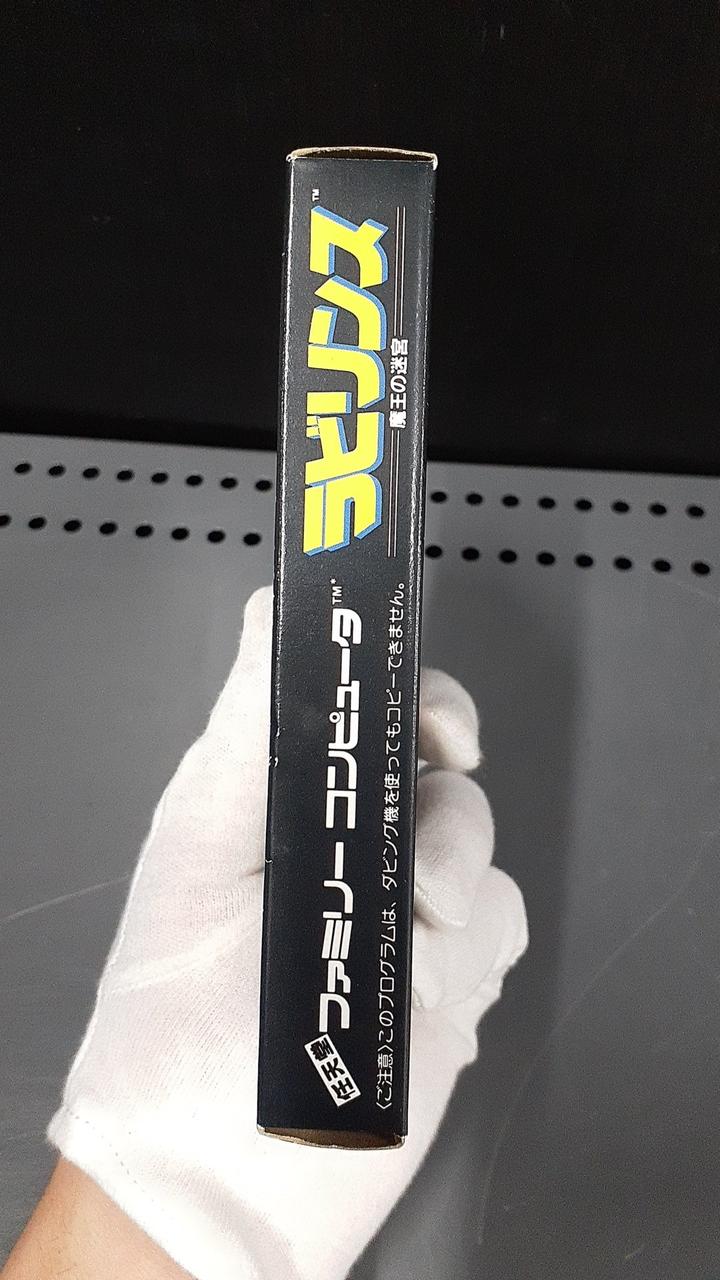 任天堂
ファミリー コンピュータ™*
ラビリンス™
魔王の迷宮
〈ご注意〉このプログラムは、ダビング機を使ってもコピーできません。